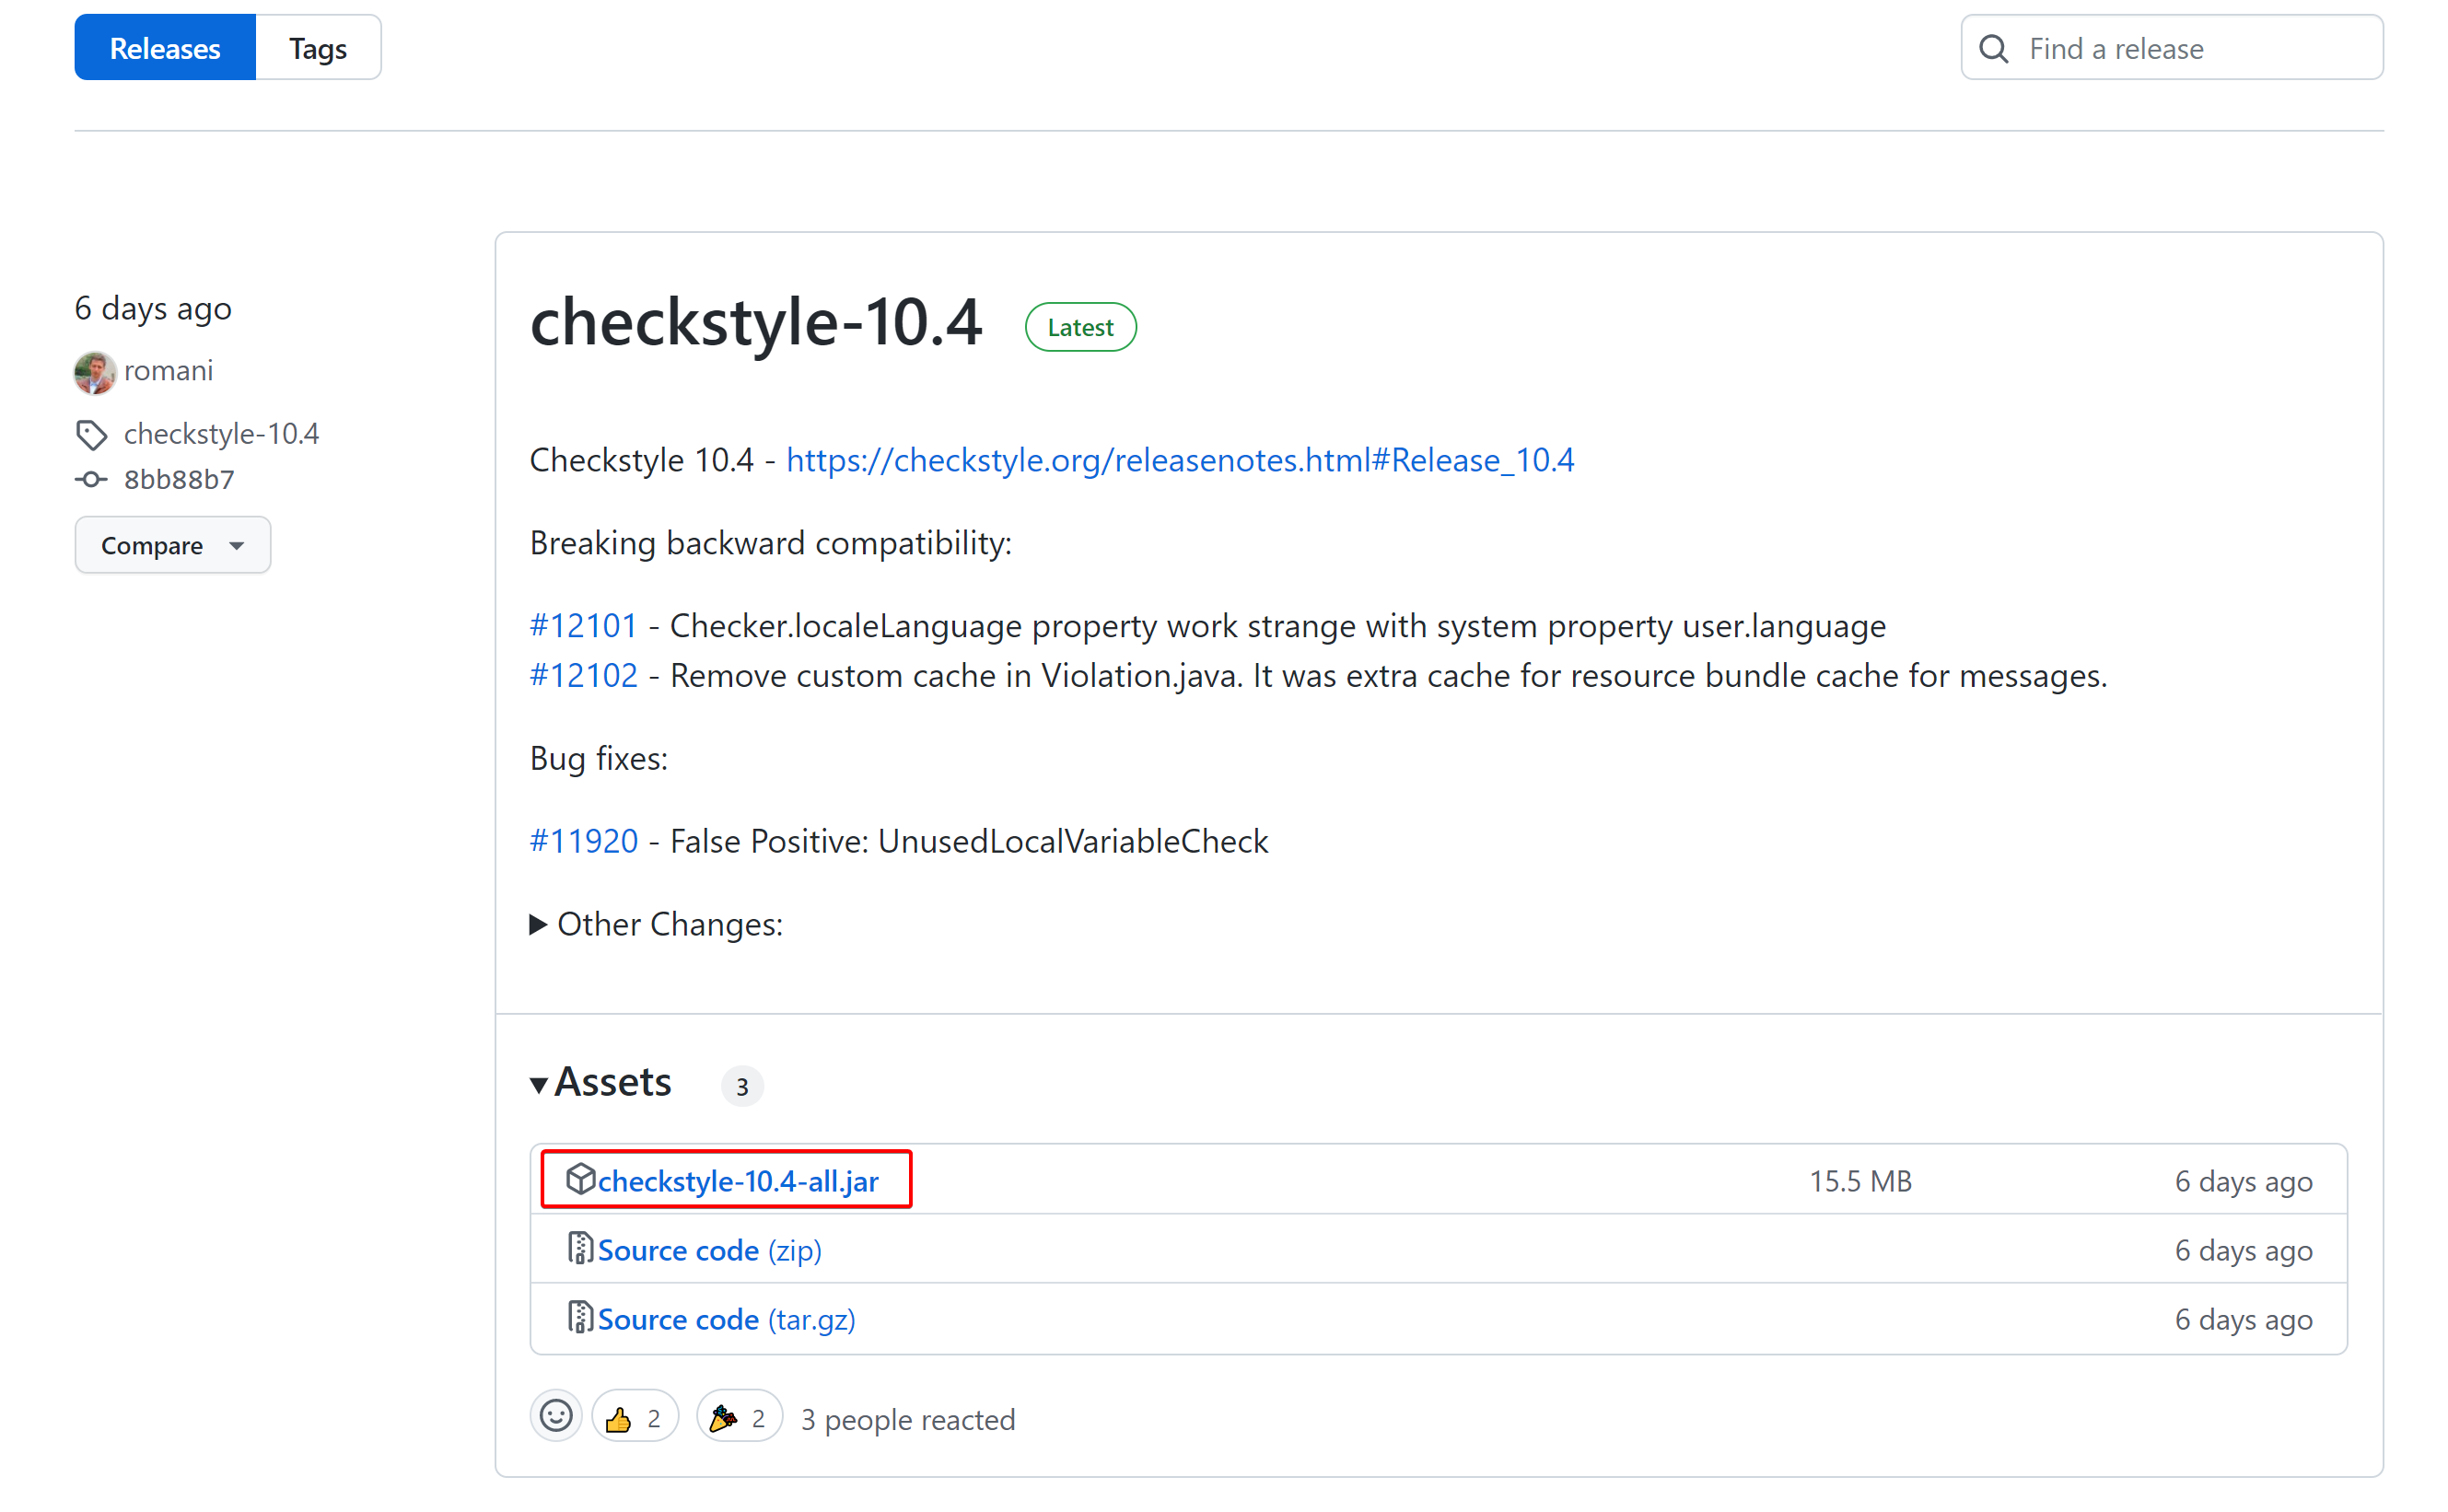 Releases
Tags
Find a release
6 days ago
romani
checkstyle-10.4
8bb88b7
Compare
checkstyle-10.4
Latest
Checkstyle 10.4 - https://checkstyle.org/releasenotes.html#Release_10.4
Breaking backward compatibility:
#12101 - Checker.localeLanguage property work strange with system property user.language
#12102 - Remove custom cache in Violation.java. It was extra cache for resource bundle cache for messages.
Bug fixes:
#11920 - False Positive: UnusedLocalVariableCheck
Other Changes:
Assets 3
checkstyle-10.4-all.jar 15.5 MB 6 days ago
Source code (zip) 6 days ago
Source code (tar.gz) 6 days ago
2 2 3 people reacted